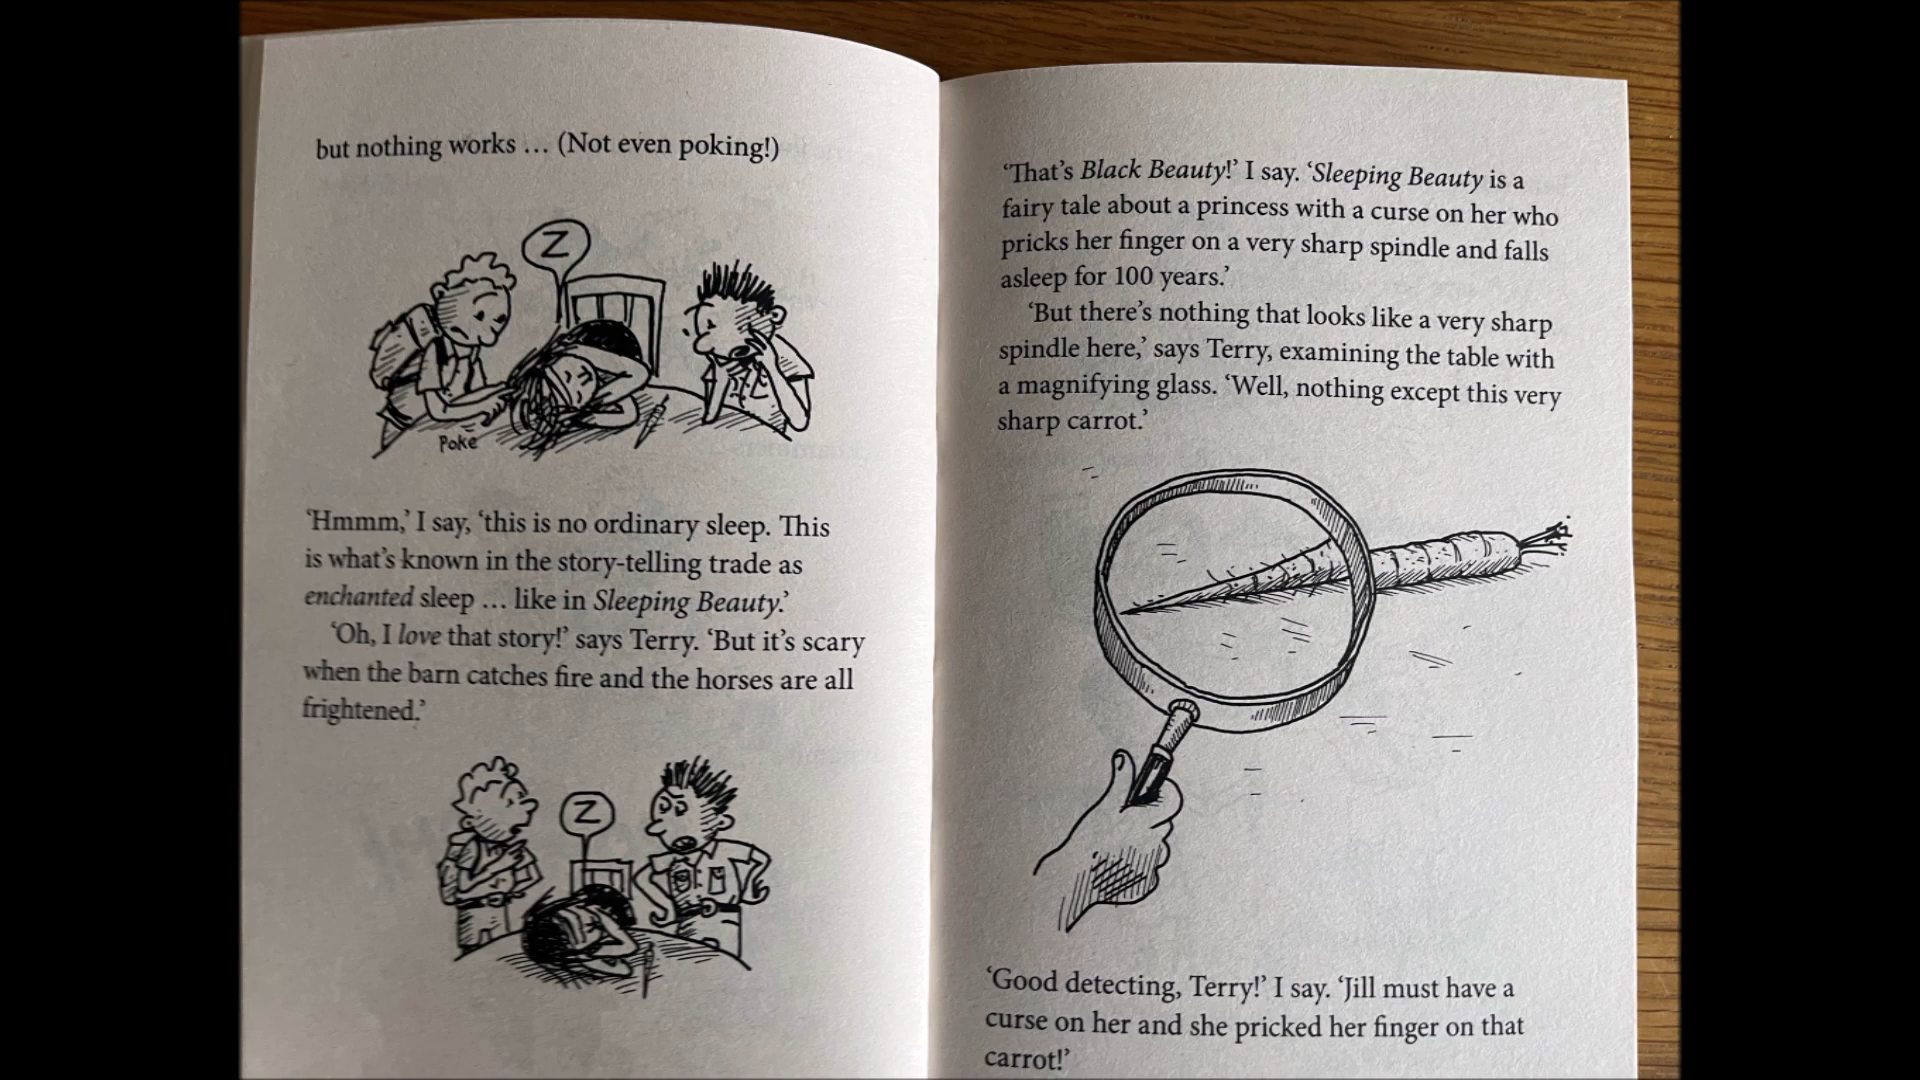 but nothing works … (Not even poking!)
Z
Poke
‘Hmmm,’ I say, ‘this is no ordinary sleep. This
is what’s known in the story-telling trade as
enchanted sleep … like in Sleeping Beauty.’
‘Oh, I love that story!’ says Terry. ‘But it’s scary
when the barn catches fire and the horses are all
frightened.’
Z
‘That’s Black Beauty!’ I say. ‘Sleeping Beauty is a
fairy tale about a princess with a curse on her who
pricks her finger on a very sharp spindle and falls
asleep for 100 years.’
‘But there’s nothing that looks like a very sharp
spindle here,’ says Terry, examining the table with
a magnifying glass. ‘Well, nothing except this very
sharp carrot.’
‘Good detecting, Terry!’ I say. ‘Jill must have a
curse on her and she pricked her finger on that
carrot!’